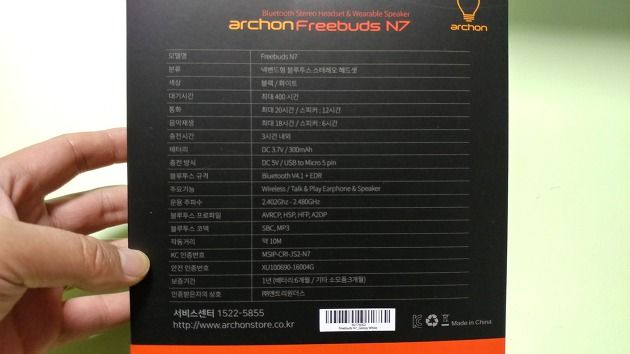 Bluetooth Stereo Headset & Wearable Speaker
archon Freebuds N7
archon
모델명 Freebuds N7
분류 넥밴드형 블루투스 스테레오 헤드셋
색상 블랙 / 화이트
대기시간 최대 400 시간
통화 최대 20시간 / 스피커 : 12시간
음악재생 최대 18시간 / 스피커 : 6시간
충전시간 3시간 내외
배터리 DC 3.7V / 300mAh
충전 방식 DC 5V / USB to Micro 5 pin
블루투스 규격 Bluetooth V4.1 + EDR
주요기능 Wireless / Talk & Play Earphone & Speaker
운용 주파수 2.402Ghz - 2.480GHz
블루투스 프로파일 AVRCP, HSP, HFP, A2DP
블루투스 코덱 SBC, MP3
작동거리 약 10M
KC 인증번호 MSIP-CRI-JS2-N7
안전 인증번호 XU100690-16004G
보증기간 1년 (배터리:6개월 / 기타 소모품:3개월)
인증받은자의 상호 ㈜앤트리원더스
서비스센터 1522-5855
http://www.archonstore.co.kr
Made in China